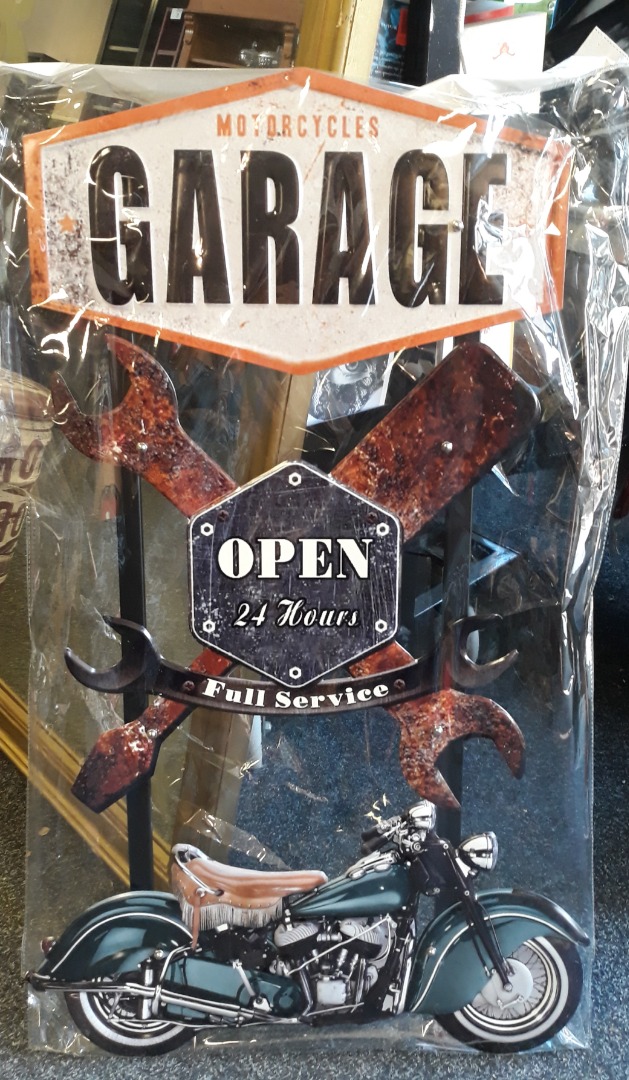 MOTORCYCLES
GARAGE
OPEN
24 Hours
Full Service